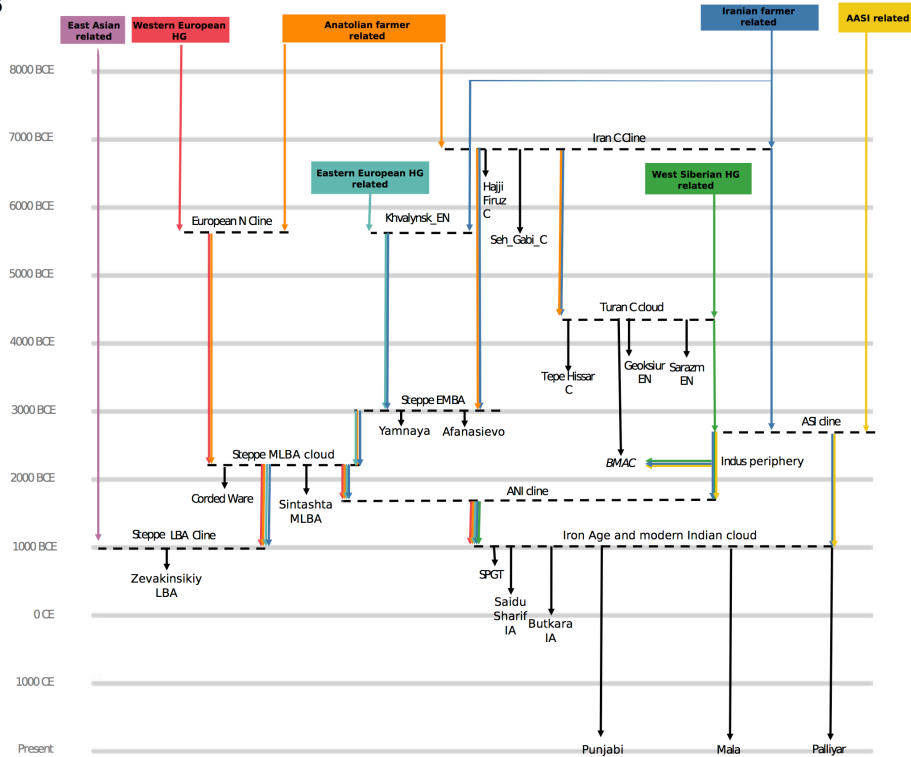 East Asian
related
Western European
HG
Anatolian farmer
related
Iranian farmer
related
AASI related
8000 BCE
7000 BCE
Iran C Cline
Eastern European HG
related
Hajji
Firuz
C
West Siberian HG
related
6000 BCE
European N Cline
Khvalynsk_EN
Seh_Gabi_C
5000 BCE
Turan C cloud
4000 BCE
Tepe Hissar
C
Geoksiur
EN
Sarazm
EN
3000 BCE
Steppe EMBA
Yamnaya
Afanasievo
ASI cline
Steppe MLBA cloud
BMAC
Indus periphery
2000 BCE
Corded Ware
Sintashta
MLBA
ANI cline
Steppe LBA Cline
Iron Age and modern Indian cloud
1000 BCE
Zevakinsikiy
LBA
SPGT
Saidu
Sharif
IA
Butkara
IA
0 CE
1000 CE
Present
Punjabi
Mala
Palliyar